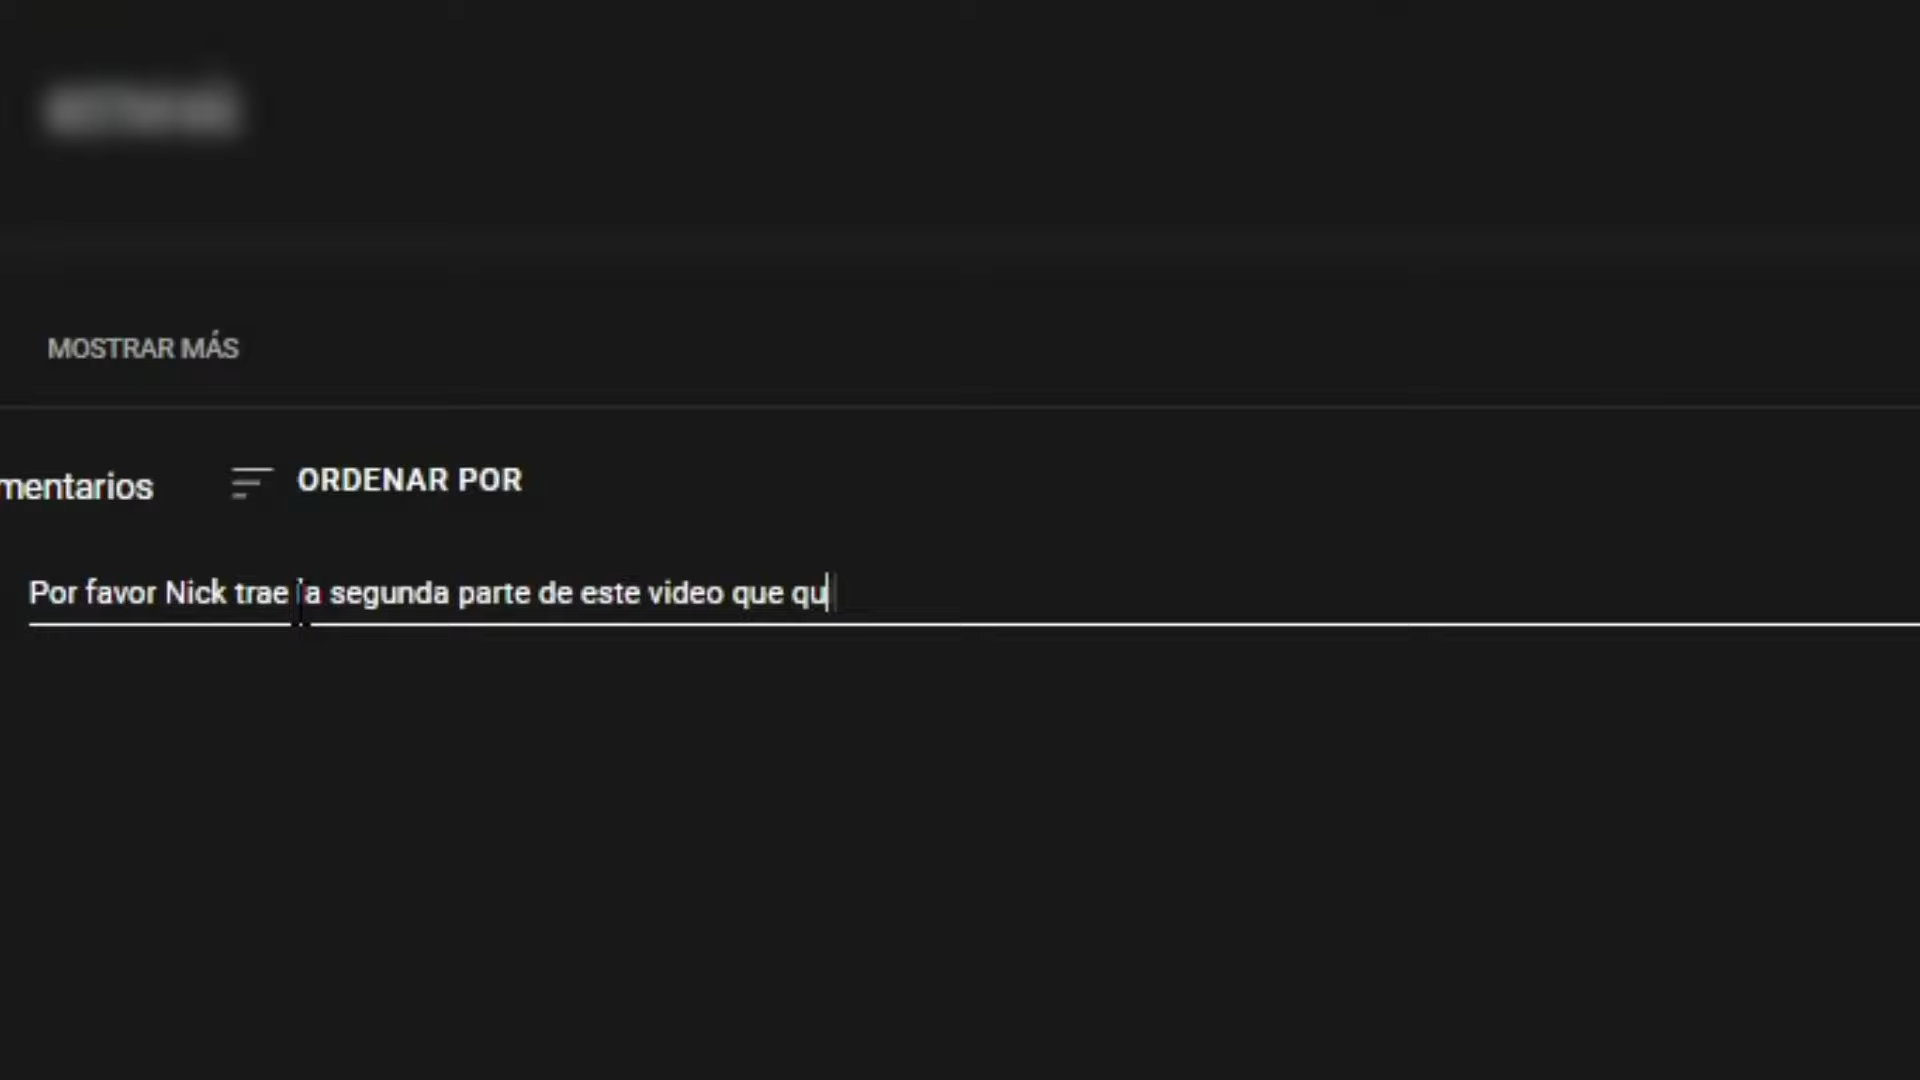 MOSTRAR MÁS
mentarios ORDENAR POR
Por favor Nick trae la segunda parte de este video que qu